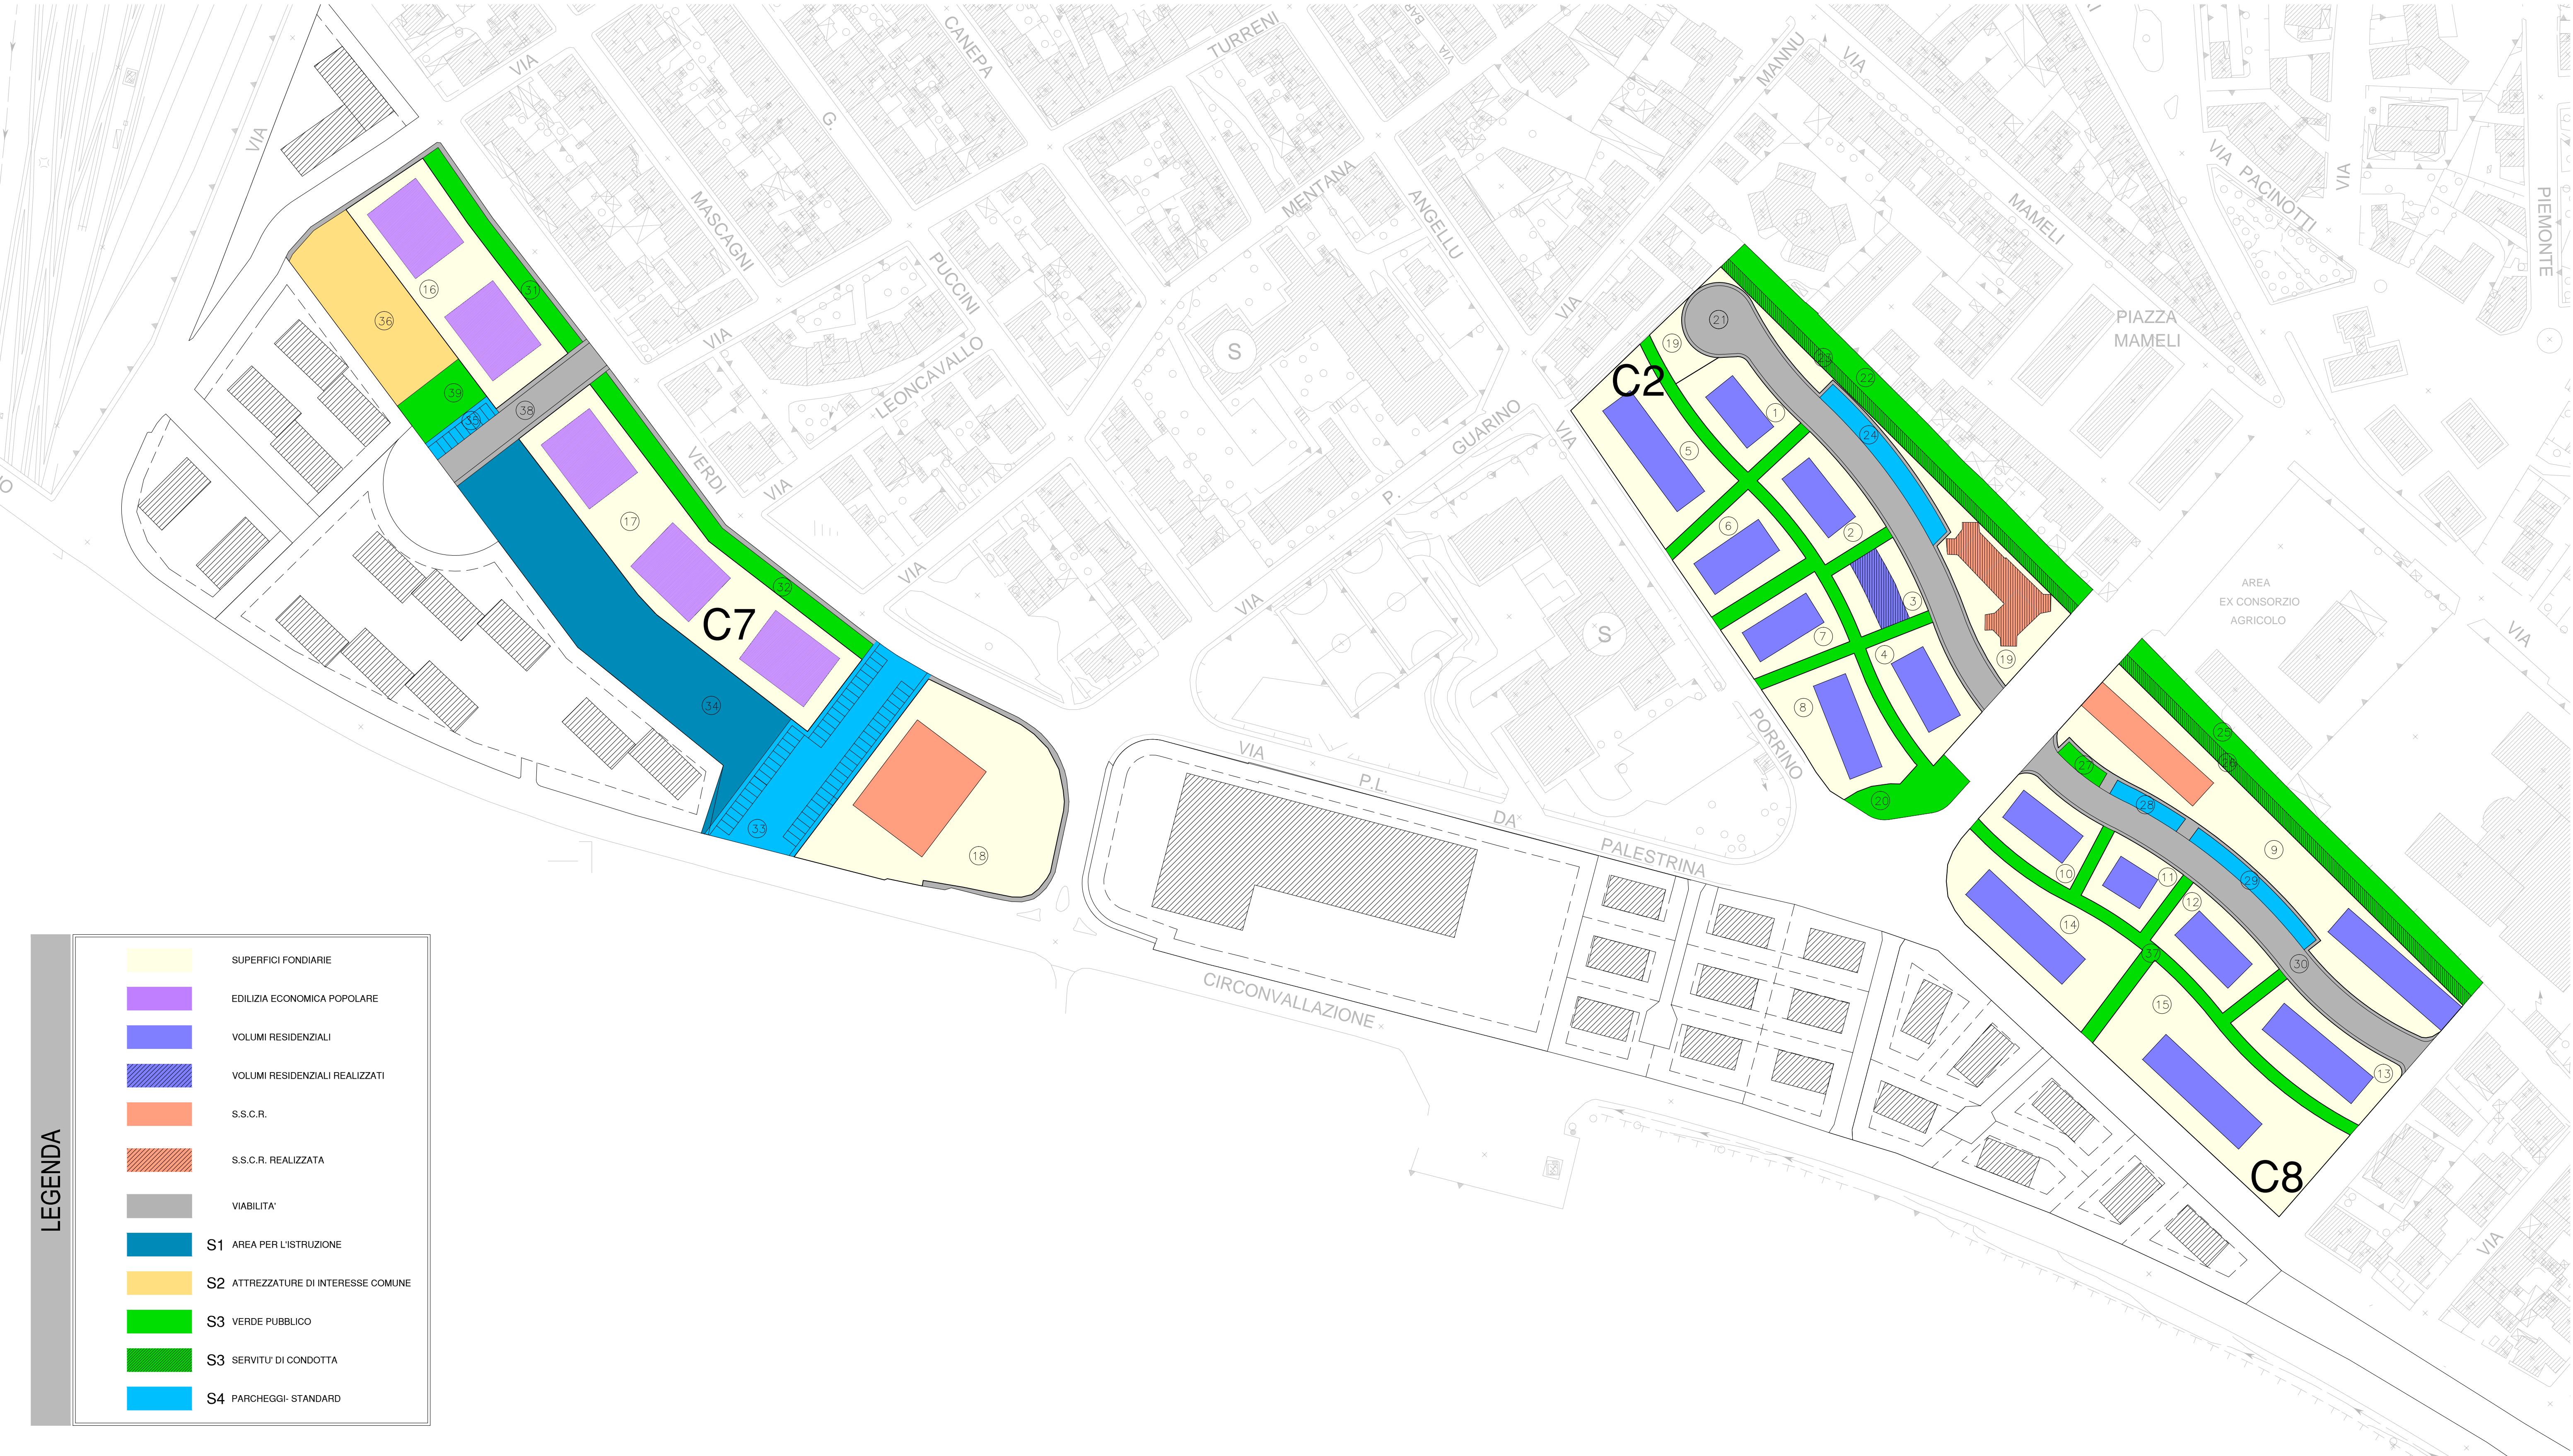 VIA
CANEPA
TURRENI
VIA
VIA
G.
MASCAGNI
VIA
PUCCINI
LEONCAVALLO
VERDI
VIA
VIA
MENTANA
ANGELLU
VIA
MANNU
VIA
MAMELI
VIA PACINOTTI
VIA
PIEMONTE
PIAZZA
MAMELI
S
S
P.
GUARINO
VIA
VIA
PORRINO
VIA
P.L.
DA
PALESTRINA
CIRCONVALLAZIONE
AREA
EX CONSORZIO
AGRICOLO
VIA
VIA
C7
16
31
36
39
35
38
17
32
34
33
18
C2
21
19
1
5
22
24
6
2
3
7
4
8
19
20
C8
25
26
27
28
9
29
10
11
12
14
37
30
15
13
LEGENDA
SUPERFICI FONDIARIE
EDILIZIA ECONOMICA POPOLARE
VOLUMI RESIDENZIALI
VOLUMI RESIDENZIALI REALIZZATI
S.S.C.R.
S.S.C.R. REALIZZATA
VIABILITA'
S1 AREA PER L'ISTRUZIONE
S2 ATTREZZATURE DI INTERESSE COMUNE
S3 VERDE PUBBLICO
S3 SERVITU' DI CONDOTTA
S4 PARCHEGGI- STANDARD